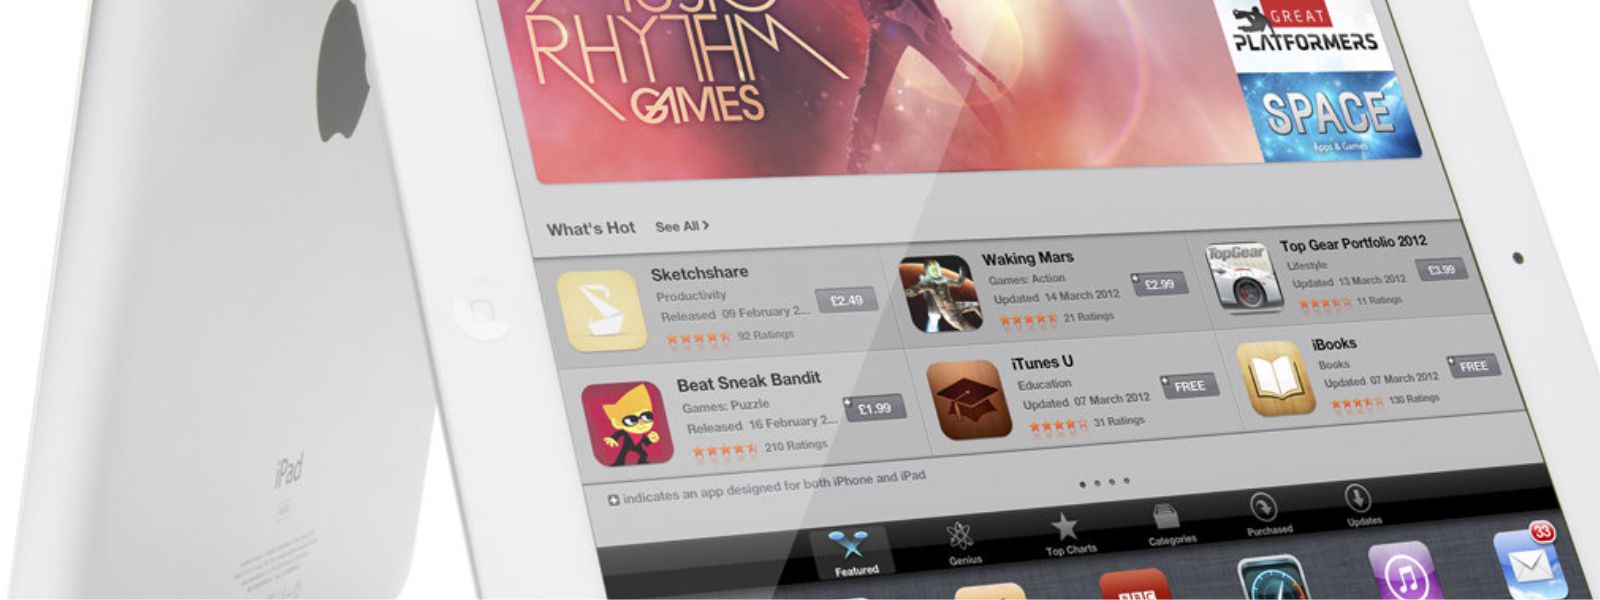 MUSIC
RHYTHM
GAMES
GREAT
PLATFORMERS
SPACE
Apps & Games
What's Hot See All >
Sketchshare
Productivity
Released 09 February 2...
92 Ratings
£2.49
Waking Mars
Games: Action
Updated 14 March 2012
21 Ratings
+ £2.99
Top Gear Portfolio 2012
Lifestyle
Updated 13 March 2012
11 Ratings
£3.99
TopGear
Beat Sneak Bandit
Games: Puzzle
Released 16 February 2...
210 Ratings
+ £1.99
iTunes U
Education
Updated 07 March 2012
31 Ratings
+ FREE
iBooks
Books
Updated 07 March 2012
130 Ratings
+ FREE
+ indicates an app designed for both iPhone and iPad
Featured
Genius
Top Charts
Categories
Purchased
Updates
BBC
33
iPad